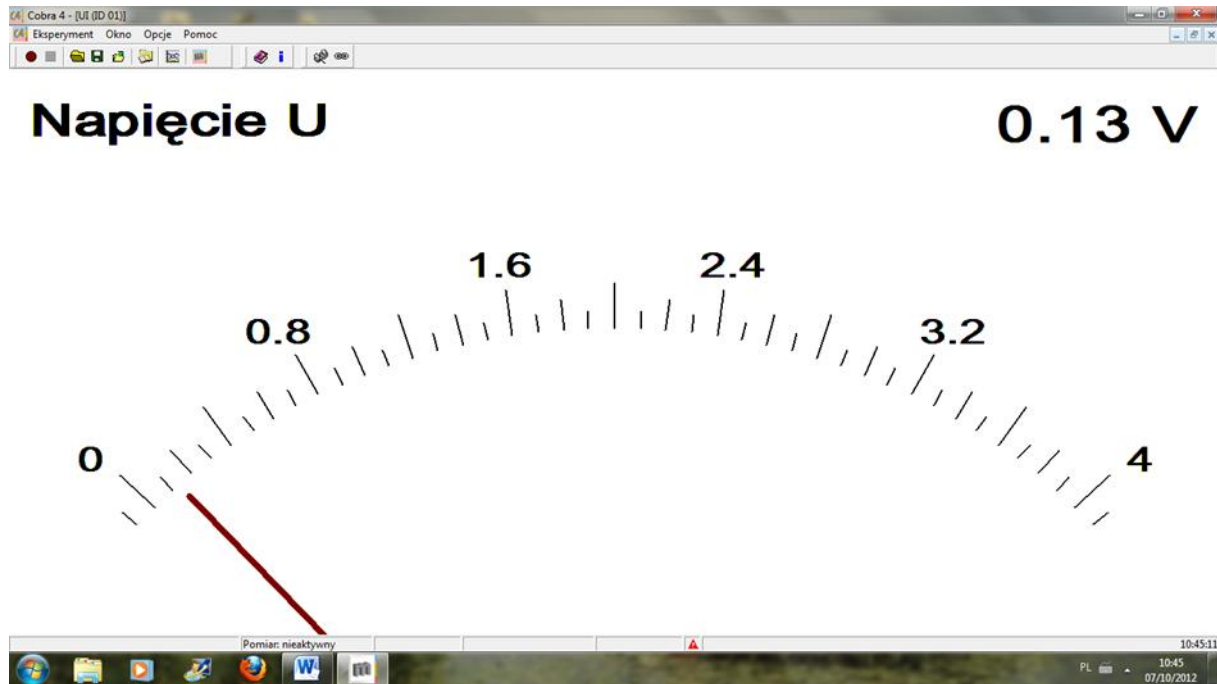 Cobra 4 - [UI (ID 01)]
Eksperyment Okno Opcje Pomoc
Napięcie U
0.13 V
0
0.8
1.6
2.4
3.2
4
Pomiar: nieaktywny
10:45:11
PL
10:45
07/10/2012